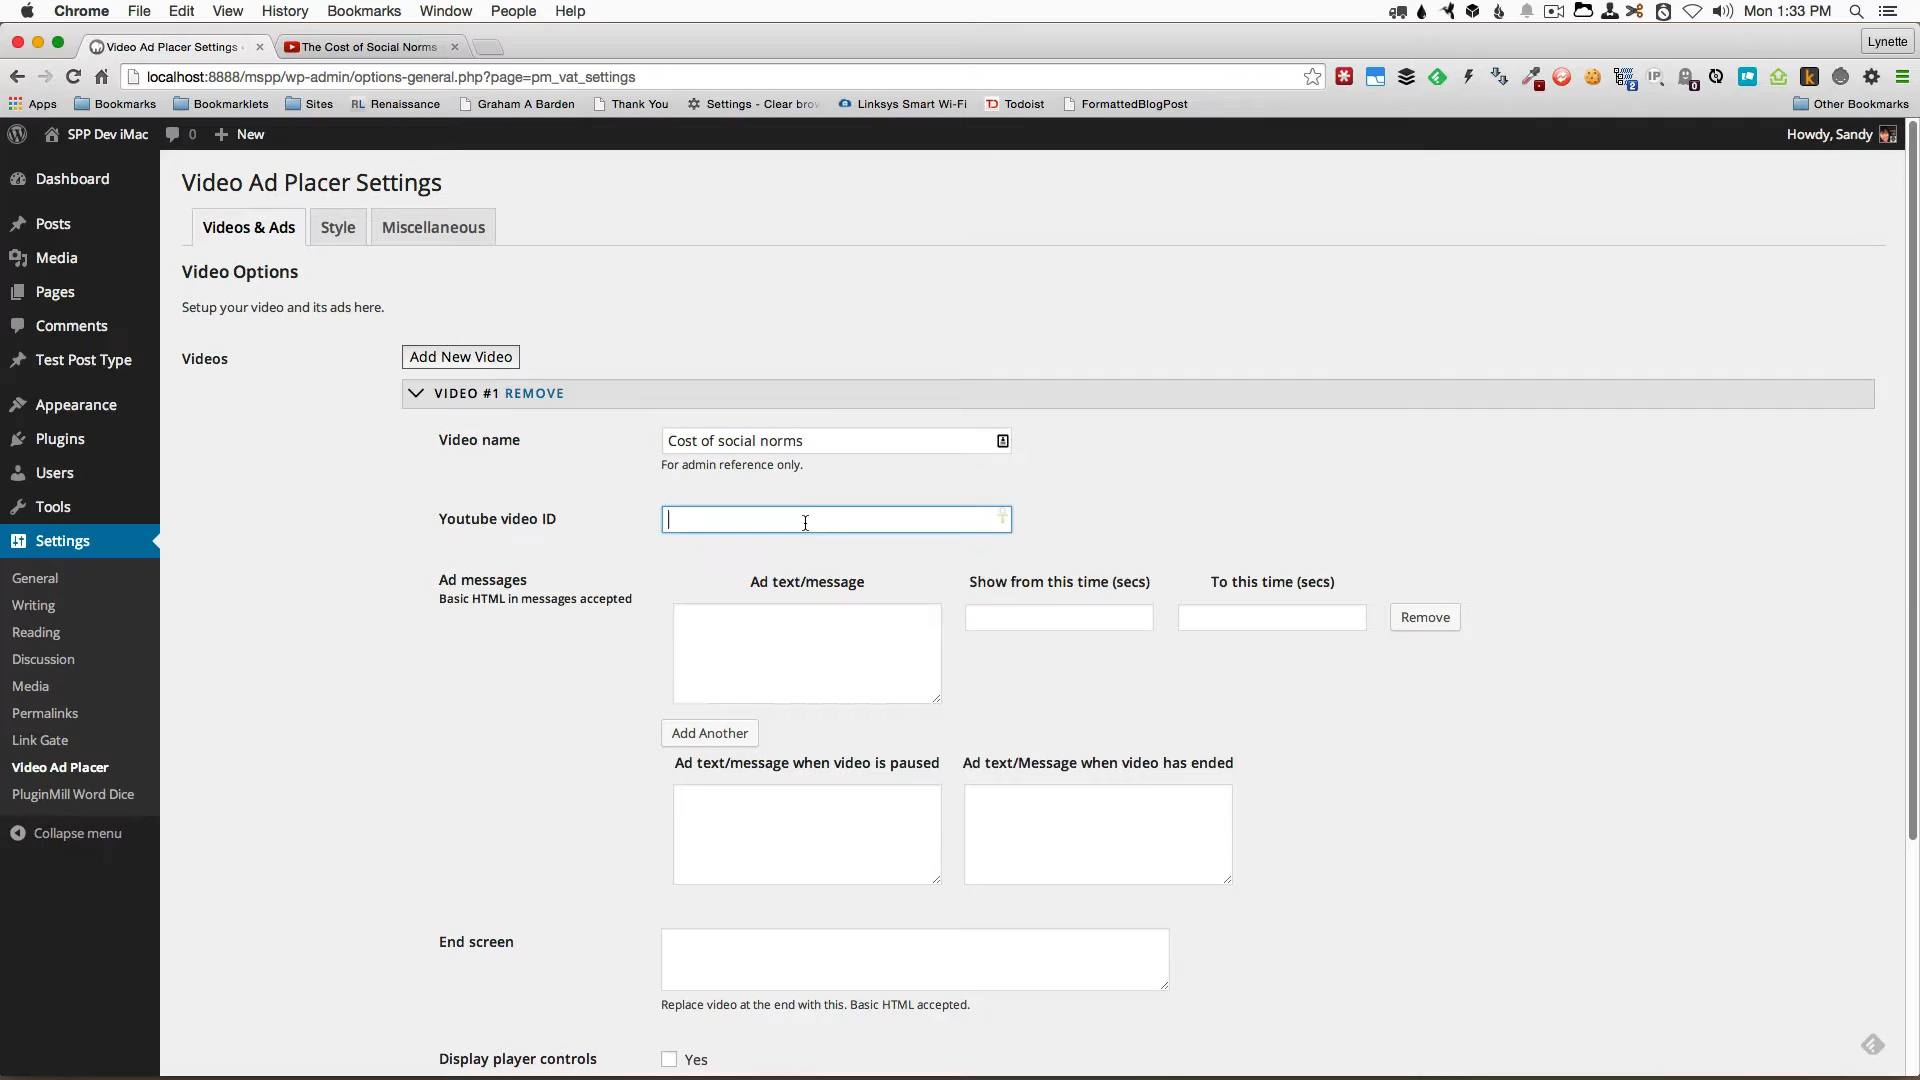 Chrome File Edit View History Bookmarks Window People Help Mon 1:33 PM
Video Ad Placer Settings The Cost of Social Norms Lynette
localhost:8888/mspp/wp-admin/options-general.php?page=pm_vat_settings
Apps Bookmarks Bookmarklets Sites RL Renaissance Graham A Barden Thank You Settings - Clear brow Linksys Smart Wi-Fi Todoist FormattedBlogPost Other Bookmarks
SPP Dev iMac 0 New Howdy, Sandy
Dashboard
Posts
Media
Pages
Comments
Test Post Type
Appearance
Plugins
Users
Tools
Settings
General
Writing
Reading
Discussion
Media
Permalinks
Link Gate
Video Ad Placer
PluginMill Word Dice
Collapse menu
Video Ad Placer Settings
Videos & Ads Style Miscellaneous
Video Options
Setup your video and its ads here.
Videos Add New Video
VIDEO #1 REMOVE
Video name Cost of social norms
For admin reference only.
Youtube video ID
Ad messages Ad text/message Show from this time (secs) To this time (secs)
Basic HTML in messages accepted
Remove
Add Another
Ad text/message when video is paused Ad text/Message when video has ended
End screen
Replace video at the end with this. Basic HTML accepted.
Display player controls Yes